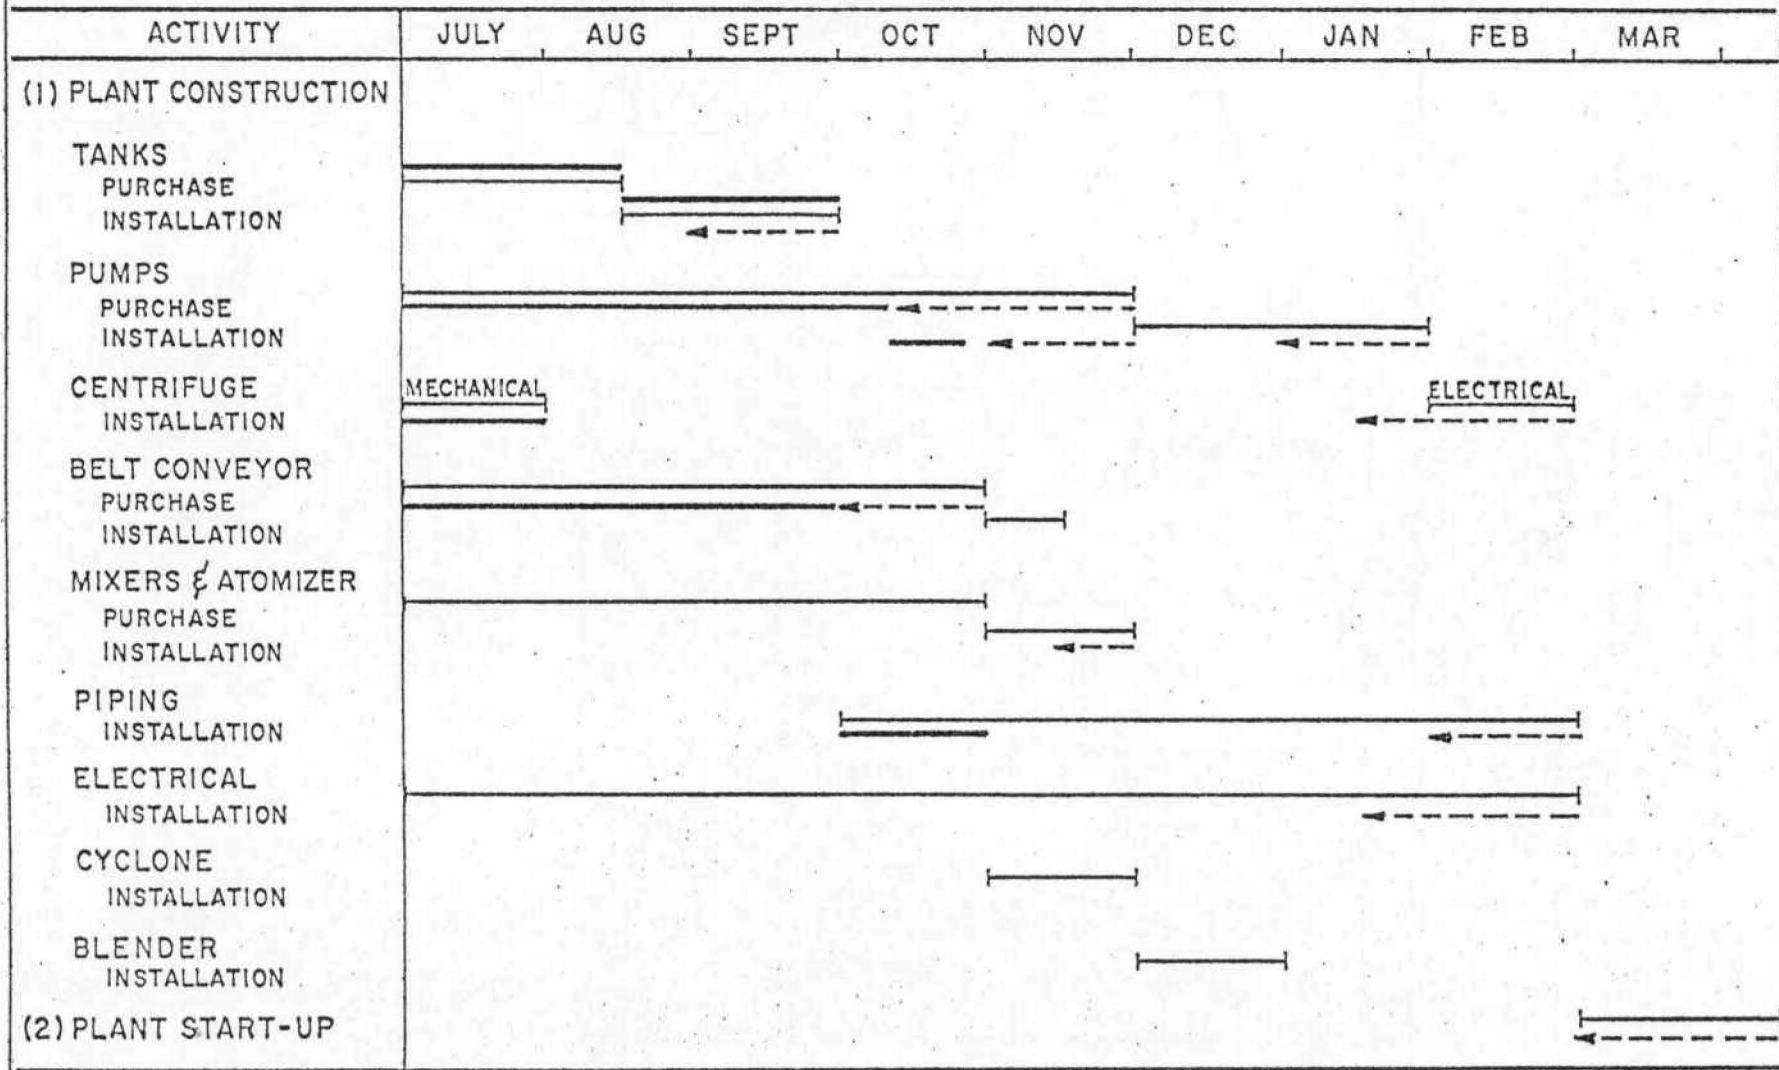 ACTIVITY JULY AUG SEPT OCT NOV DEC JAN FEB MAR
(1) PLANT CONSTRUCTION
TANKS
PURCHASE
INSTALLATION
PUMPS
PURCHASE
INSTALLATION
CENTRIFUGE MECHANICAL ELECTRICAL
INSTALLATION
BELT CONVEYOR
PURCHASE
INSTALLATION
MIXERS & ATOMIZER
PURCHASE
INSTALLATION
PIPING
INSTALLATION
ELECTRICAL
INSTALLATION
CYCLONE
INSTALLATION
BLENDER
INSTALLATION
(2) PLANT START-UP